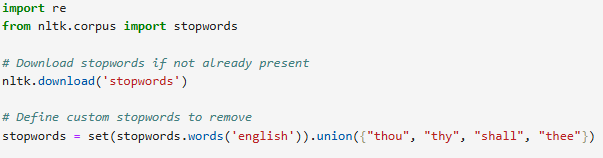 import re
from nltk.corpus import stopwords
# Download stopwords if not already present
nltk.download('stopwords')
# Define custom stopwords to remove
stopwords = set(stopwords.words('english')).union({"thou", "thy", "shall", "thee"})